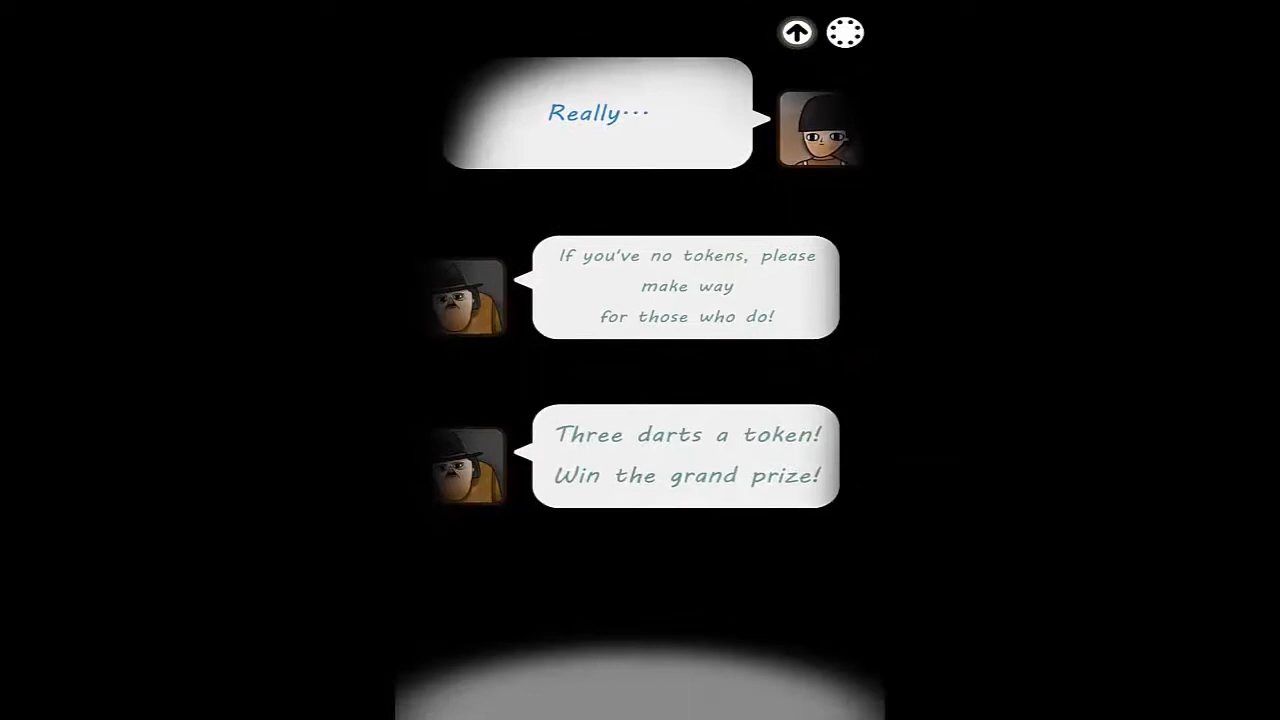 Really···
If you've no tokens, please
make way
for those who do!
Three darts a token!
Win the grand prize!